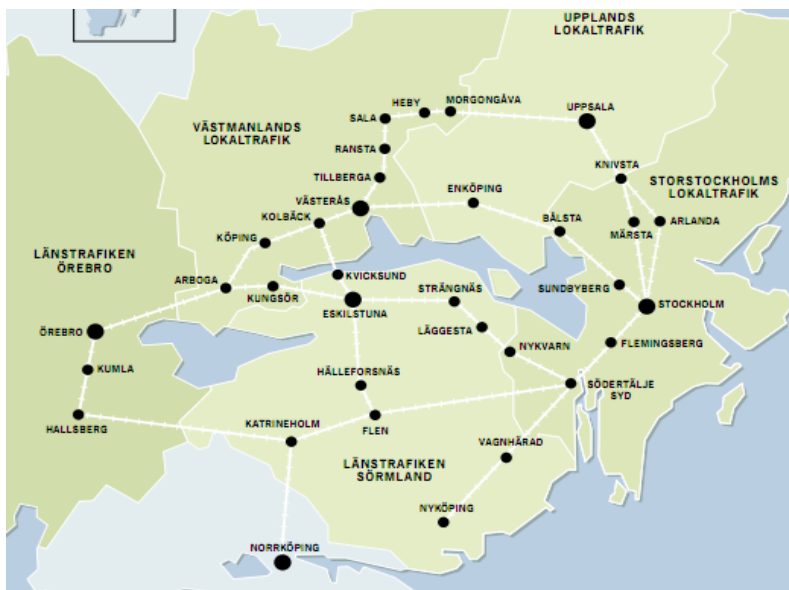 UPPLANDS
LOKALTRAFIK
HEBY
MORGONGÅVA
SALA
UPPSALA
VÄSTMANLANDS
LOKALTRAFIK
RANSTA
KNIVSTA
TILLBERGA
STORSTOCKHOLMS
LOKALTRAFIK
ENKÖPING
VÄSTERÅS
KOLBÄCK
BÅLSTA
ARLANDA
MÄRSTA
KÖPING
LÄNSTRAFIKEN
ÖREBRO
KVICKSUND
ARBOGA
KUNGSÖR
STRÄNGNÄS
SUNDBYBERG
STOCKHOLM
ESKILSTUNA
LÄGGESTA
ÖREBRO
FLEMINGSBERG
NYKVARN
KUMLA
HÄLLEFORSNÄS
SÖDERTÄLJE
SYD
HALLSBERG
KATRINEHOLM
FLEN
VAGNHÄRAD
LÄNSTRAFIKEN
SÖRMLAND
NYKÖPING
NORRKÖPING